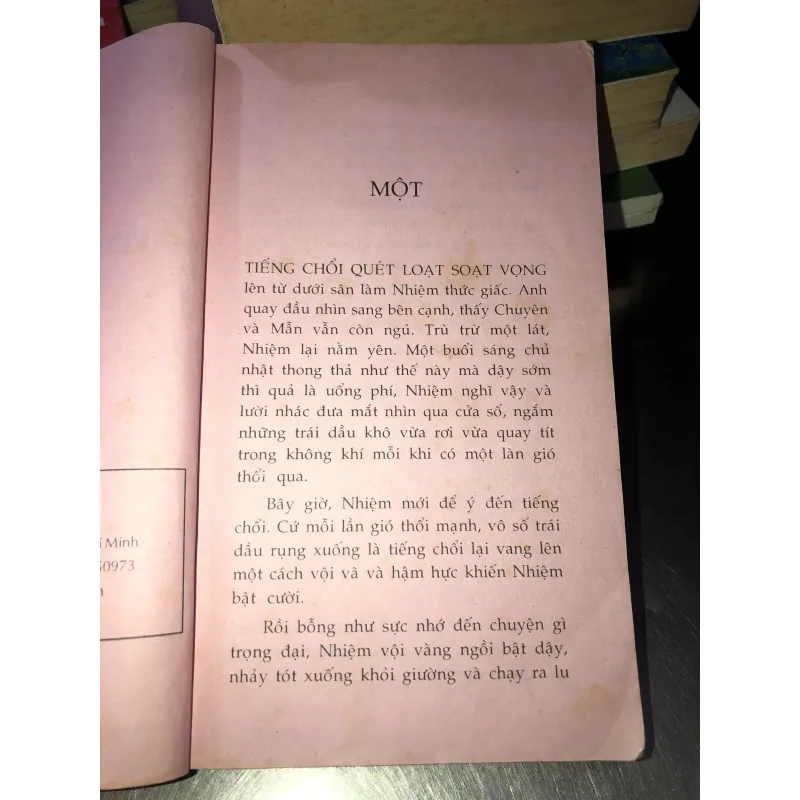 í Minh
50973
n
MỘT
TIẾNG CHỔI QUÉT LOẠT SOẠT VỌNG
lên từ dưới sân làm Nhiệm thức giấc. Anh
quay đầu nhìn sang bên cạnh, thấy Chuyên
và Mẫn vẫn còn ngủ. Trù trừ một lát,
Nhiệm lại nằm yên. Một buổi sáng chủ
nhật thong thả như thế này mà dậy sớm
thì quả là uổng phí, Nhiệm nghĩ vậy và
lười nhác đưa mắt nhìn qua cửa sổ, ngắm
những trái dầu khô vừa rơi vừa quay tít
trong không khí mỗi khi có một làn gió
thổi qua.
Bây giờ, Nhiệm mới để ý đến tiếng
chổi. Cứ mỗi lần gió thổi mạnh, vô số trái
dầu rụng xuống là tiếng chổi lại vang lên
một cách vội vã và hậm hực khiến Nhiệm
bật cười.
Rồi bỗng như sực nhớ đến chuyện gì
trọng đại, Nhiệm vội vàng ngồi bật dậy,
nhảy tót xuống khỏi giường và chạy ra lu